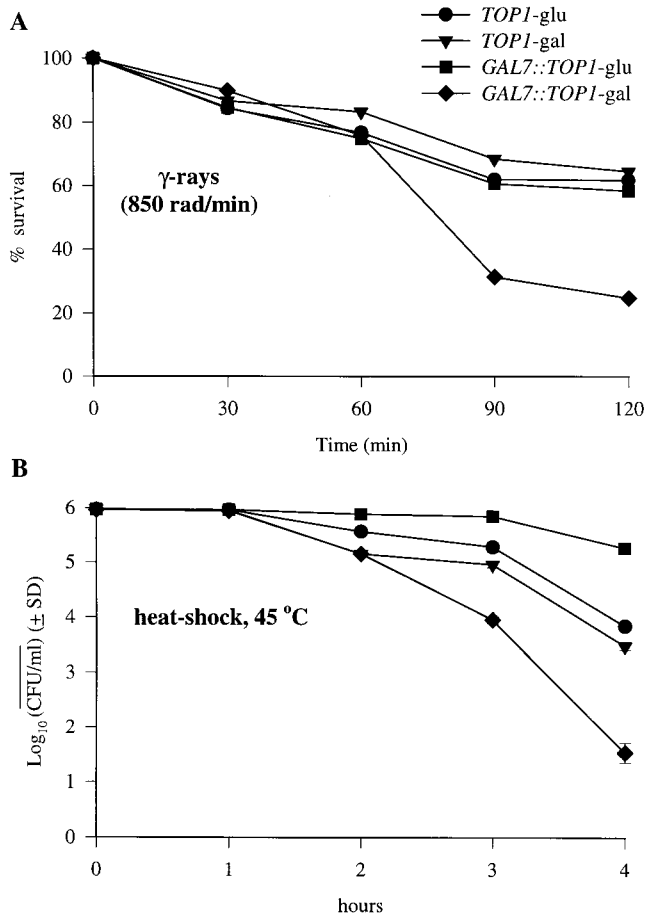 A
TOP1-glu
TOP1-gal
GAL7::TOP1-glu
GAL7::TOP1-gal
100
80
60
40
20
0
% survival
γ-rays
(850 rad/min)
0 30 60 90 120
Time (min)
B
6
5
4
3
2
1
0
Log10 (CFU/ml) (± SD)
heat-shock, 45 °C
0 1 2 3 4
hours